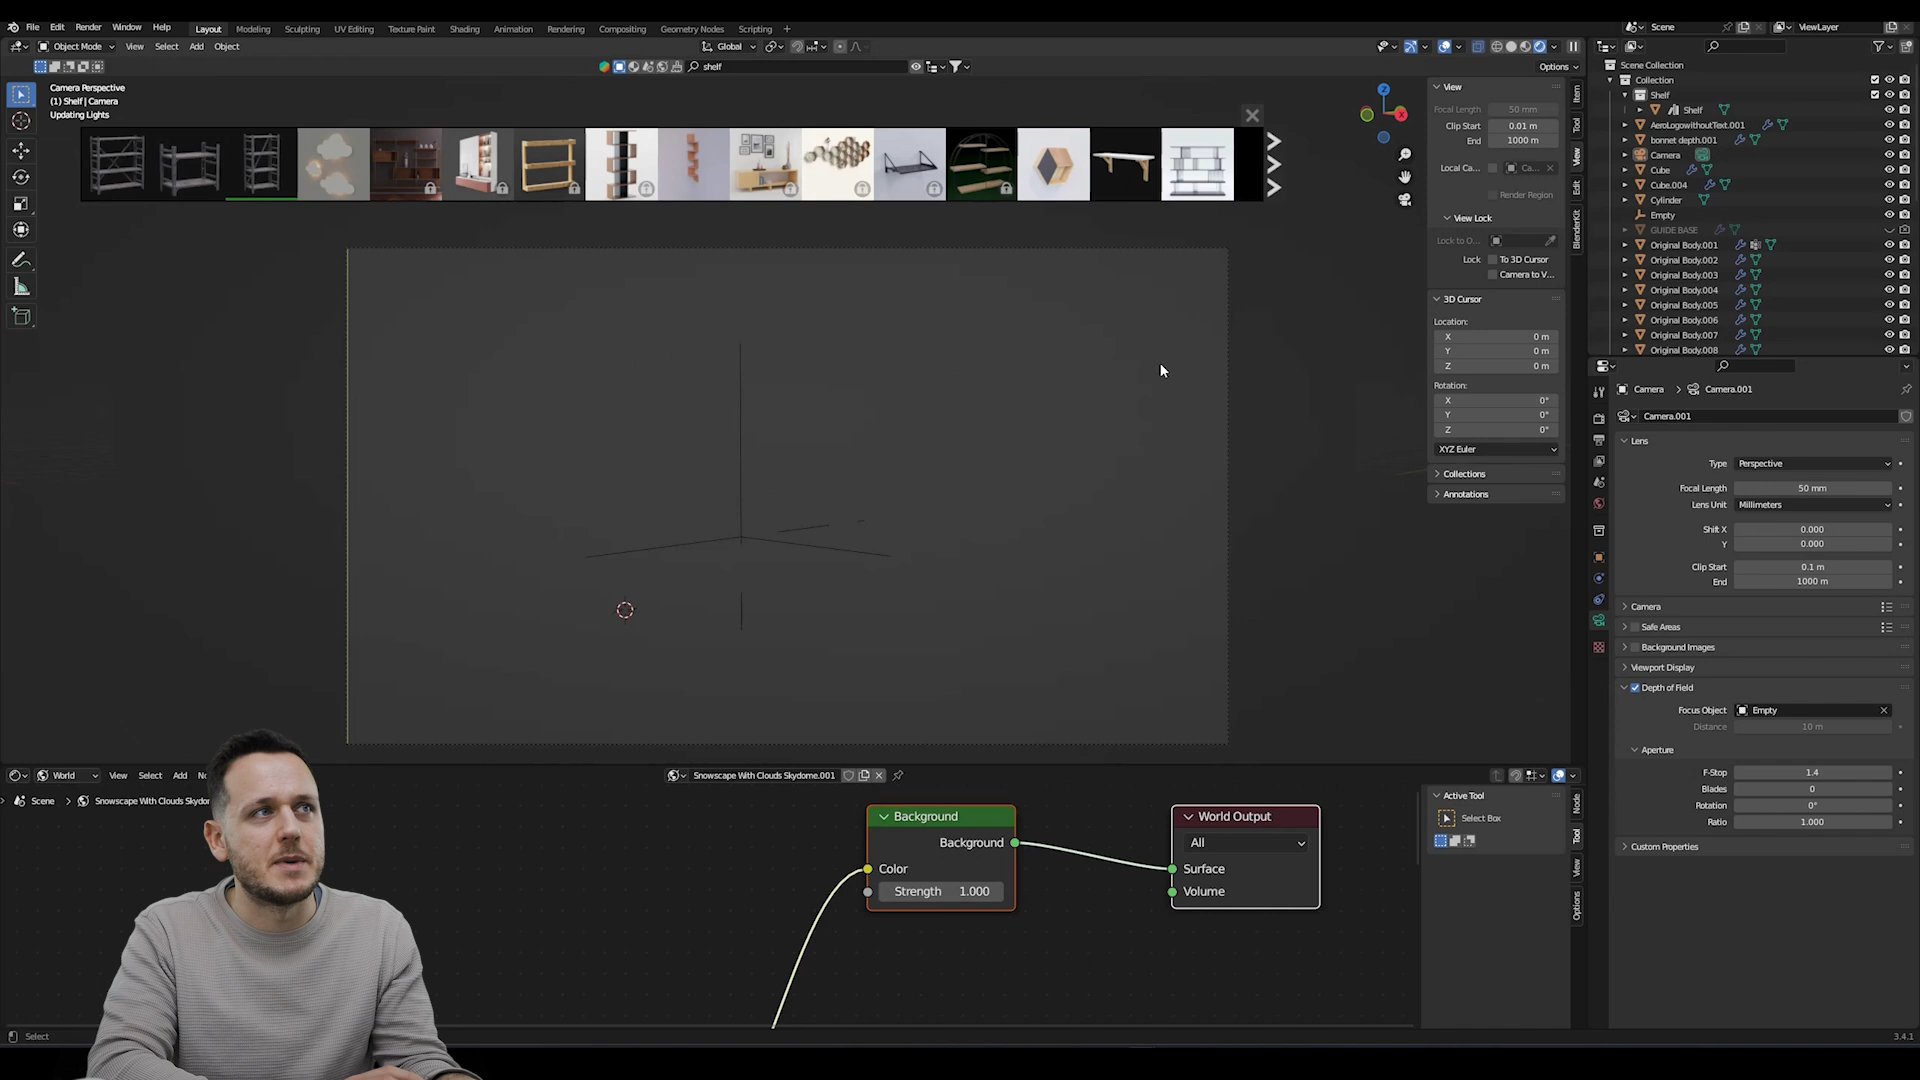 File Edit Render Window Help Layout Modeling Sculpting UV Editing Texture Paint Shading Animation Rendering Compositing Geometry Nodes Scripting +
Scene ViewLayer
Object Mode View Select Add Object Global
shelf Options
Camera Perspective
(1) Shelf | Camera
Updating Lights
Z
X
View
Focal Length 50 mm
Clip Start 0.01 m
End 1000 m
Local Ca... Ca...
Render Region
View Lock
Lock to O...
Lock To 3D Cursor
Camera to V...
3D Cursor
Location:
X 0 m
Y 0 m
Z 0 m
Rotation:
X 0°
Y 0°
Z 0°
XYZ Euler
Collections
Annotations
Item
Tool
View
Edit
BlenderKit
Scene Collection
Collection
Shelf
Shelf
AeroLogowithoutText.001
bonnet depth.001
Camera
Cube
Cube.004
Cylinder
Empty
GUIDE BASE
Original Body.001
Original Body.002
Original Body.003
Original Body.004
Original Body.005
Original Body.006
Original Body.007
Original Body.008
Camera > Camera.001
Camera.001
Lens
Type Perspective
Focal Length 50 mm
Lens Unit Millimeters
Shift X 0.000
Y 0.000
Clip Start 0.1 m
End 1000 m
Camera
Safe Areas
Background Images
Viewport Display
Depth of Field
Focus Object Empty
Distance 10 m
Aperture
F-Stop 1.4
Blades 0
Rotation 0°
Ratio 1.000
Custom Properties
World View Select Add Snowscape With Clouds Skydome.001
Scene > Snowscape With Clouds Skydor
Background
Background
Color
Strength 1.000
World Output
All
Surface
Volume
Active Tool
Select Box
Node
Tool
View
Options
Select
3.4.1